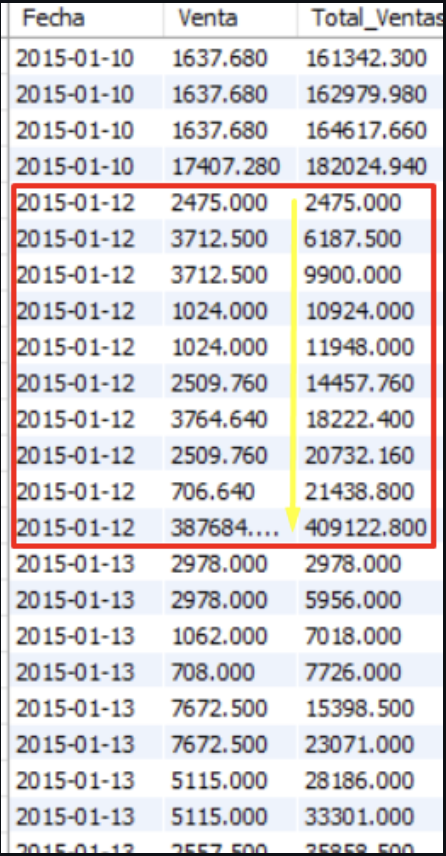 Fecha Venta Total_Ventas
2015-01-10 1637.680 161342.300
2015-01-10 1637.680 162979.980
2015-01-10 1637.680 164617.660
2015-01-10 17407.280 182024.940
2015-01-12 2475.000 2475.000
2015-01-12 3712.500 6187.500
2015-01-12 3712.500 9900.000
2015-01-12 1024.000 10924.000
2015-01-12 1024.000 11948.000
2015-01-12 2509.760 14457.760
2015-01-12 3764.640 18222.400
2015-01-12 2509.760 20732.160
2015-01-12 706.640 21438.800
2015-01-12 387684.... 409122.800
2015-01-13 2978.000 2978.000
2015-01-13 2978.000 5956.000
2015-01-13 1062.000 7018.000
2015-01-13 708.000 7726.000
2015-01-13 7672.500 15398.500
2015-01-13 7672.500 23071.000
2015-01-13 5115.000 28186.000
2015-01-13 5115.000 33301.000
2015-01-13 2557.500 35858.500